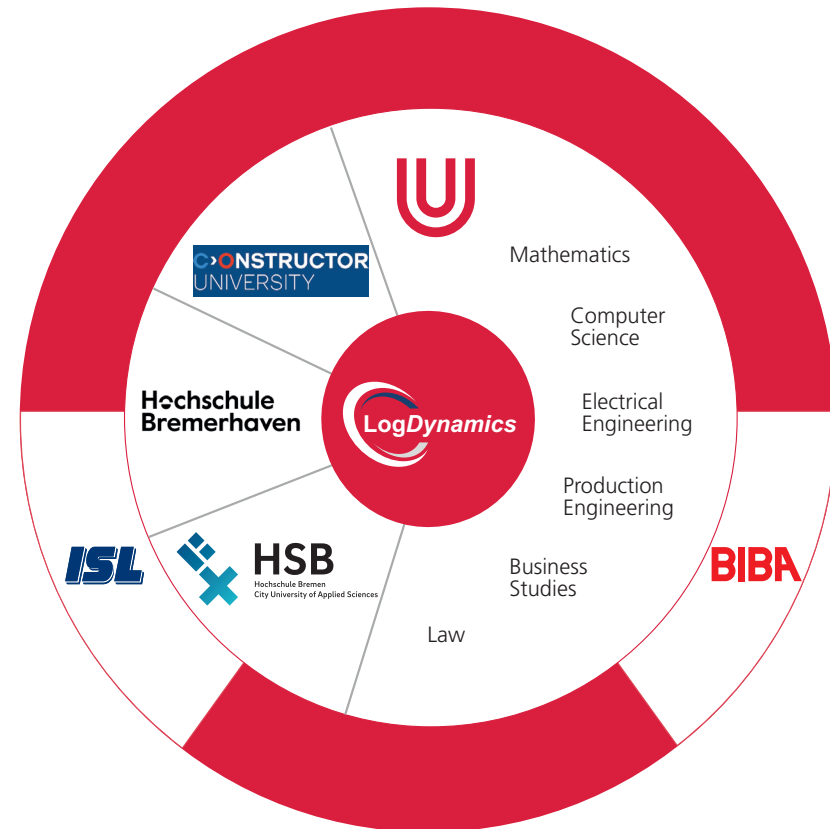 U
Mathematics
CONSTRUCTOR
UNIVERSITY
Computer
Science
Hochschule
Bremerhaven
LogDynamics
Electrical
Engineering
Production
Engineering
ISL
HSB
Hochschule Bremen
City University of Applied Sciences
Business
Studies
BIBA
Law